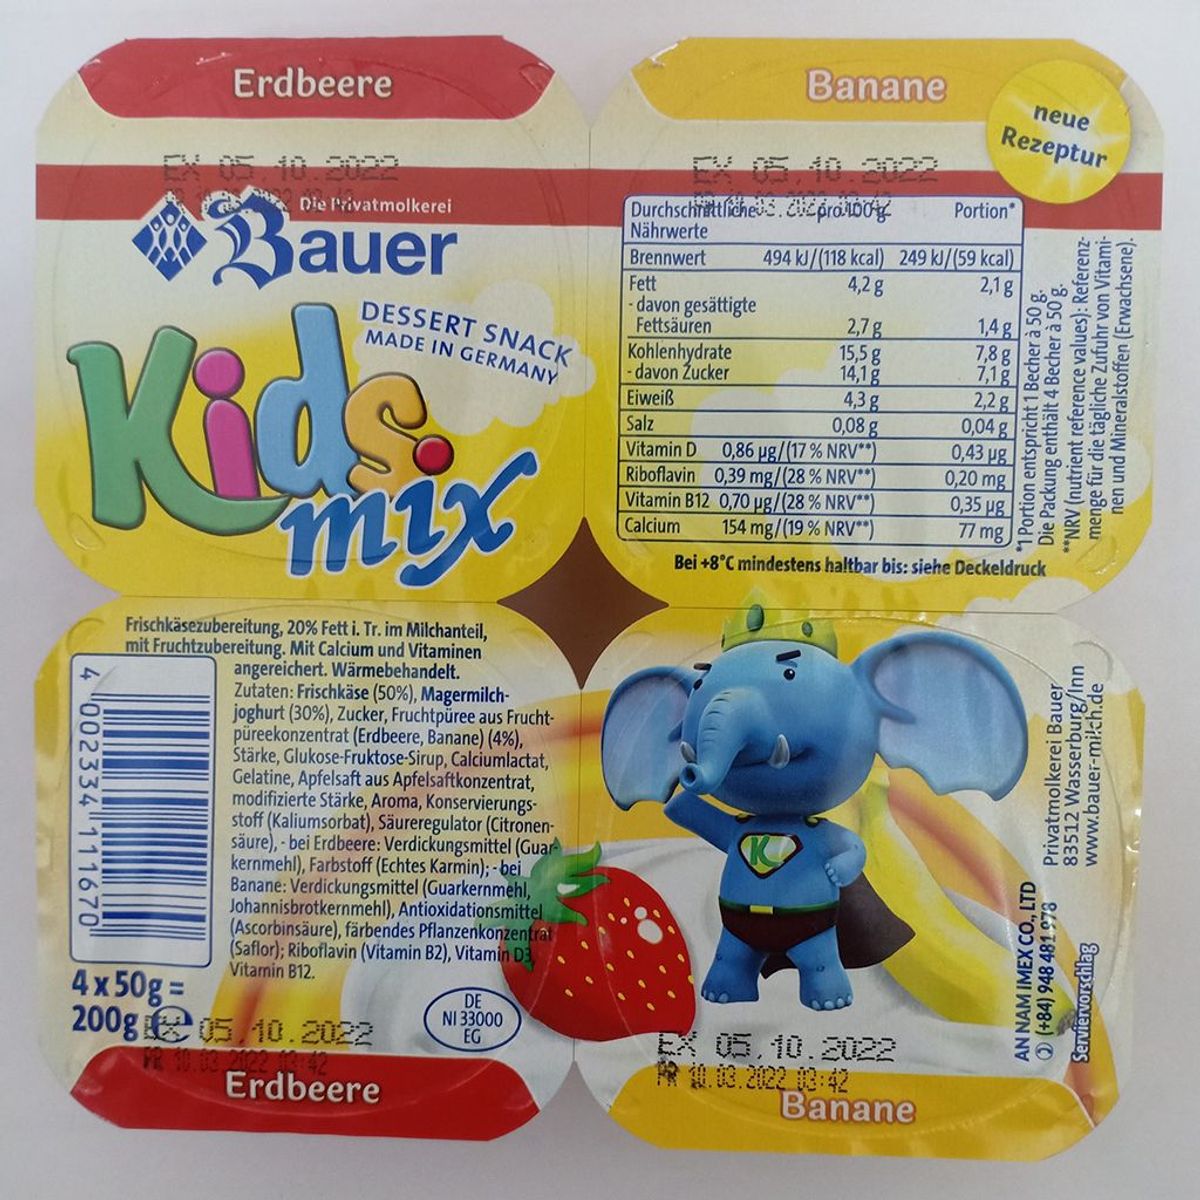 Erdbeere
EX 05.10.2022
Die Privatmolkerei
Bauer
DESSERT SNACK
MADE IN GERMANY
Kids
mix
Banane
neue
Rezeptur
EX 05.10.2022
Durchschnittliche pro 100 g Portion*
Nährwerte
Brennwert 494 kJ/(118 kcal) 249 kJ/(59 kcal)
Fett 4,2 g 2,1 g
- davon gesättigte
Fettsäuren 2,7 g 1,4 g
Kohlenhydrate 15,5 g 7,8 g
- davon Zucker 14,1 g 7,1 g
Eiweiß 4,3 g 2,2 g
Salz 0,08 g 0,04 g
Vitamin D 0,86 µg/(17 % NRV**) 0,43 µg
Riboflavin 0,39 mg/(28 % NRV**) 0,20 mg
Vitamin B12 0,70 µg/(28 % NRV**) 0,35 µg
Calcium 154 mg/(19 % NRV**) 77 mg
*1 Portion entspricht 1 Becher à 50 g.
Die Packung enthält 4 Becher à 50 g.
**NRV (nutrient reference values): Referenz-
menge für die tägliche Zufuhr von Vitami-
nen und Mineralstoffen (Erwachsene).
Bei +8°C mindestens haltbar bis: siehe Deckeldruck
Frischkäsezubereitung, 20% Fett i. Tr. im Milchanteil,
mit Fruchtzubereitung. Mit Calcium und Vitaminen
angereichert. Wärmebehandelt.
Zutaten: Frischkäse (50%), Magermilch-
joghurt (30%), Zucker, Fruchtpüree aus Frucht-
püreekonzentrat (Erdbeere, Banane) (4%),
Stärke, Glukose-Fruktose-Sirup, Calciumlactat,
Gelatine, Apfelsaft aus Apfelsaftkonzentrat,
modifizierte Stärke, Aroma, Konservierungs-
stoff (Kaliumsorbat), Säureregulator (Citronen-
säure), - bei Erdbeere: Verdickungsmittel (Guar-
kernmehl), Farbstoff (Echtes Karmin); - bei
Banane: Verdickungsmittel (Guarkernmehl,
Johannisbrotkernmehl), Antioxidationsmittel
(Ascorbinsäure), färbendes Pflanzenkonzentrat
(Saflor); Riboflavin (Vitamin B2), Vitamin D3,
Vitamin B12.
4 002334 111670
4 x 50g =
200g e
DE
NI 33000
EG
EX 05.10.2022
PR 10.03.2022 03:42
Erdbeere
K
Privatmolkerei Bauer
83512 Wasserburg/Inn
www.bauer-milch.de
AN NAM IMEX CO., LTD
(+84) 948 481 978
Serviervorschlag
EX 05.10.2022
PR 10.03.2022 03:42
Banane